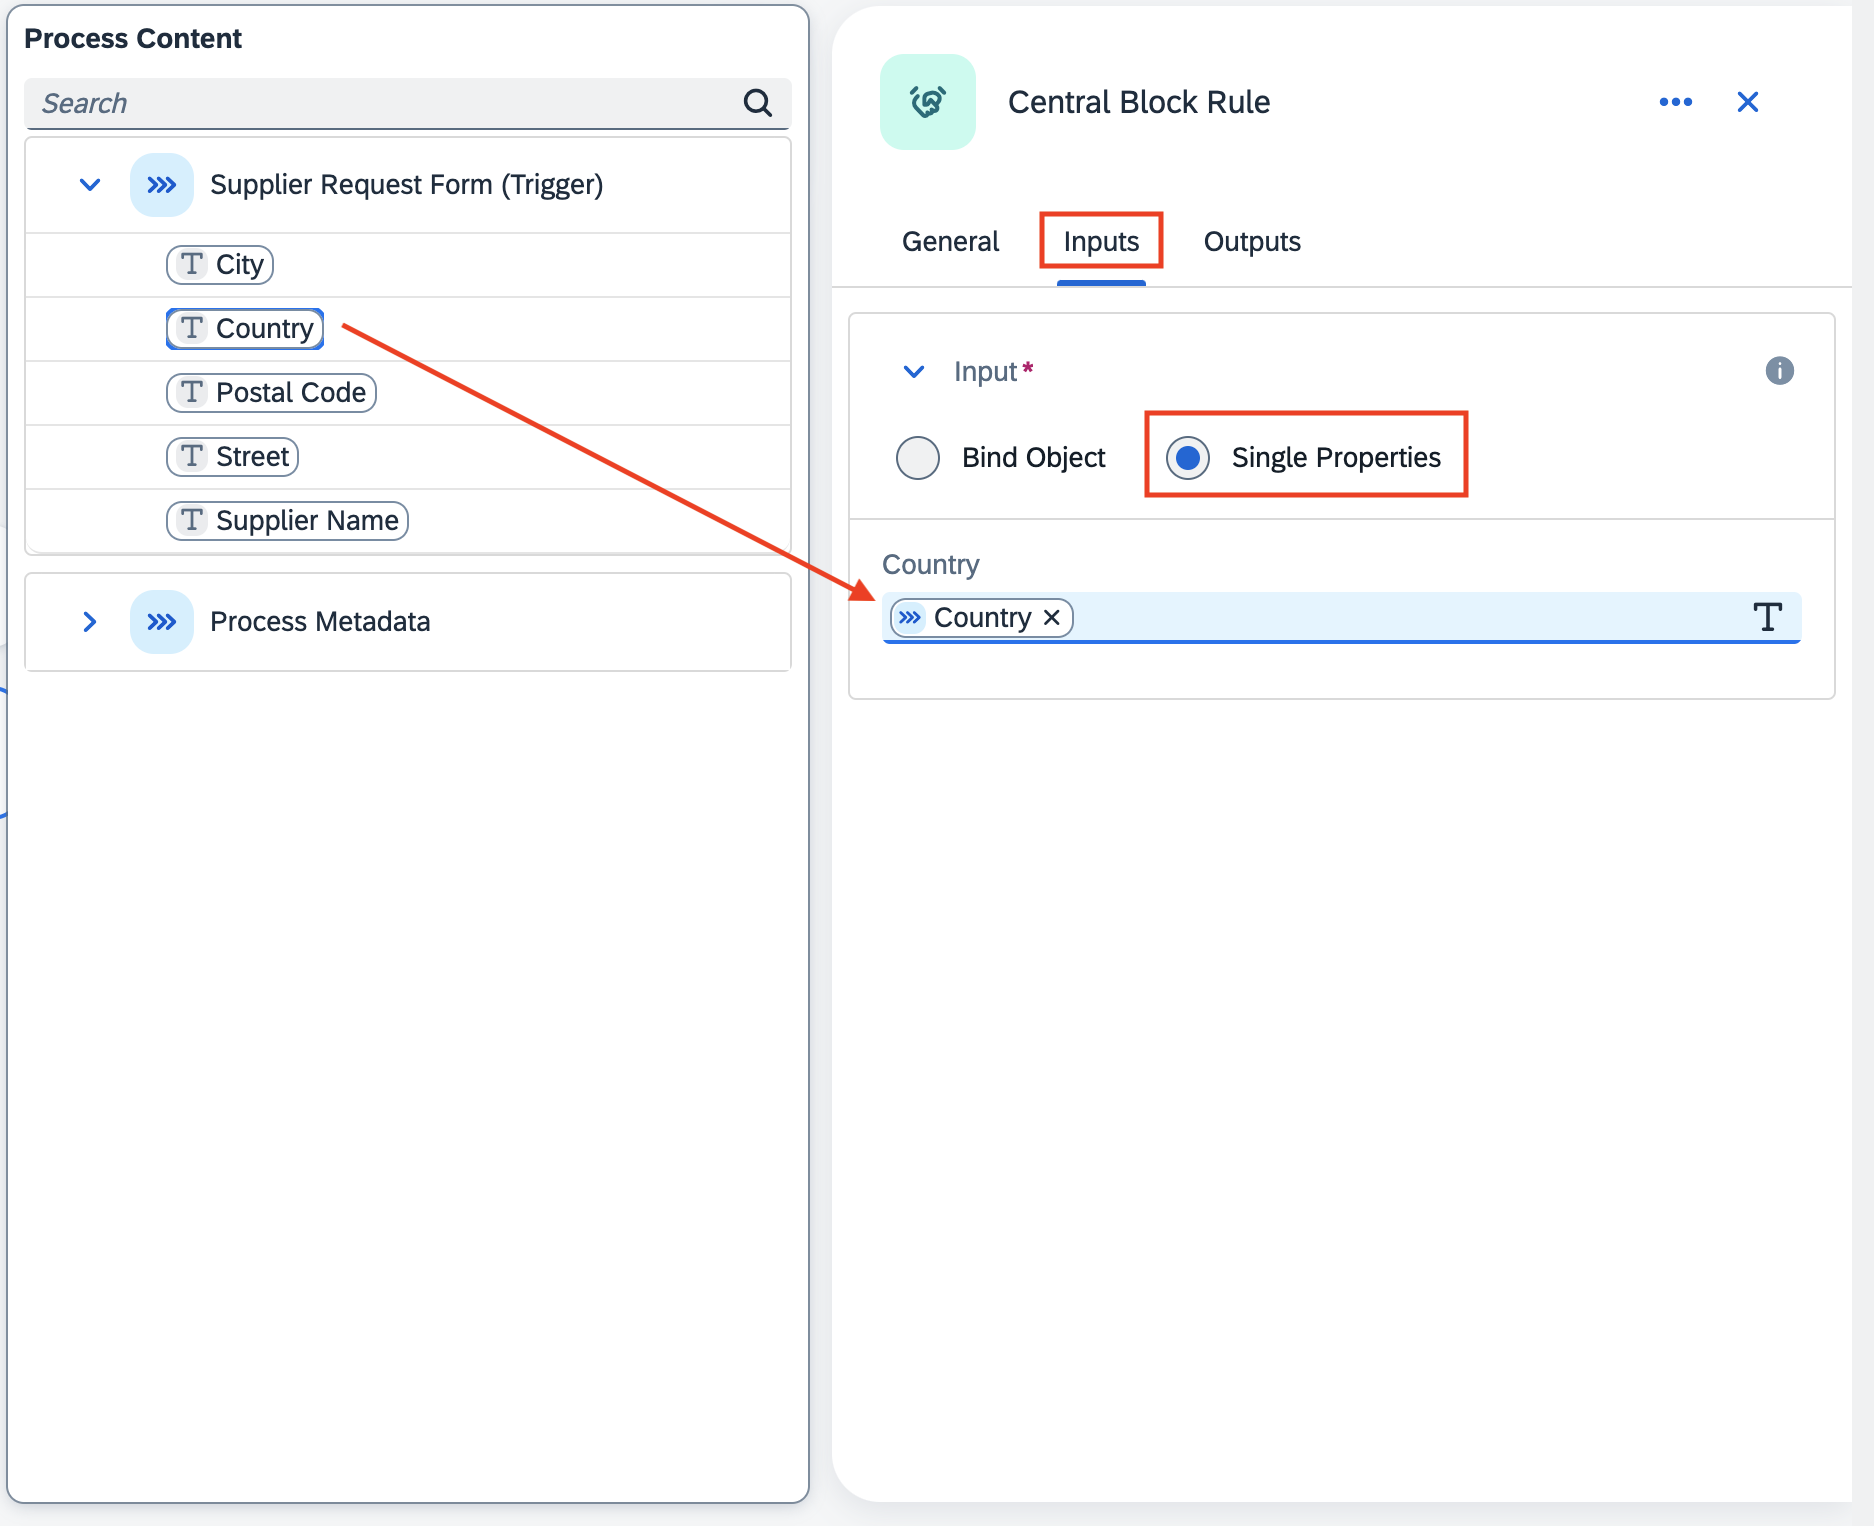 Process Content
Search
Supplier Request Form (Trigger)
City
Country
Postal Code
Street
Supplier Name
Process Metadata
Central Block Rule
General Inputs Outputs
Input*
Bind Object Single Properties
Country
Country